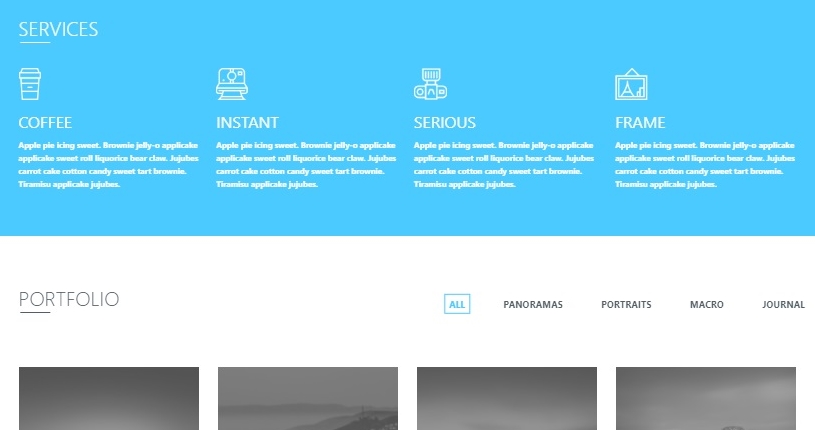 SERVICES
COFFEE
Apple pie icing sweet. Brownie jelly-o applicake
applicake sweet roll liquorice bear claw. Jujubes
carrot cake cotton candy sweet tart brownie.
Tiramisu applicake jujubes.
INSTANT
Apple pie icing sweet. Brownie jelly-o applicake
applicake sweet roll liquorice bear claw. Jujubes
carrot cake cotton candy sweet tart brownie.
Tiramisu applicake jujubes.
SERIOUS
Apple pie icing sweet. Brownie jelly-o applicake
applicake sweet roll liquorice bear claw. Jujubes
carrot cake cotton candy sweet tart brownie.
Tiramisu applicake jujubes.
FRAME
Apple pie icing sweet. Brownie jelly-o applicake
applicake sweet roll liquorice bear claw. Jujubes
carrot cake cotton candy sweet tart brownie.
Tiramisu applicake jujubes.
PORTFOLIO
ALL PANORAMAS PORTRAITS MACRO JOURNAL